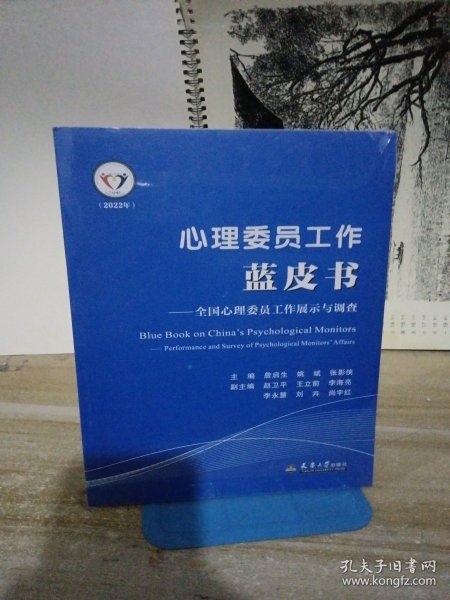 （2022年）
心理委员工作
蓝皮书
——全国心理委员工作展示与调查
Blue Book on China's Psychological Monitors
——Performance and Survey of Psychological Monitors' Affairs
主 编 詹启生 姚 斌 张影侠
副主编 赵卫平 王立前 李海亮
李永慧 刘 卉 尚宇红
天津大学出版社
孔夫子旧书网
www.kongfz.com